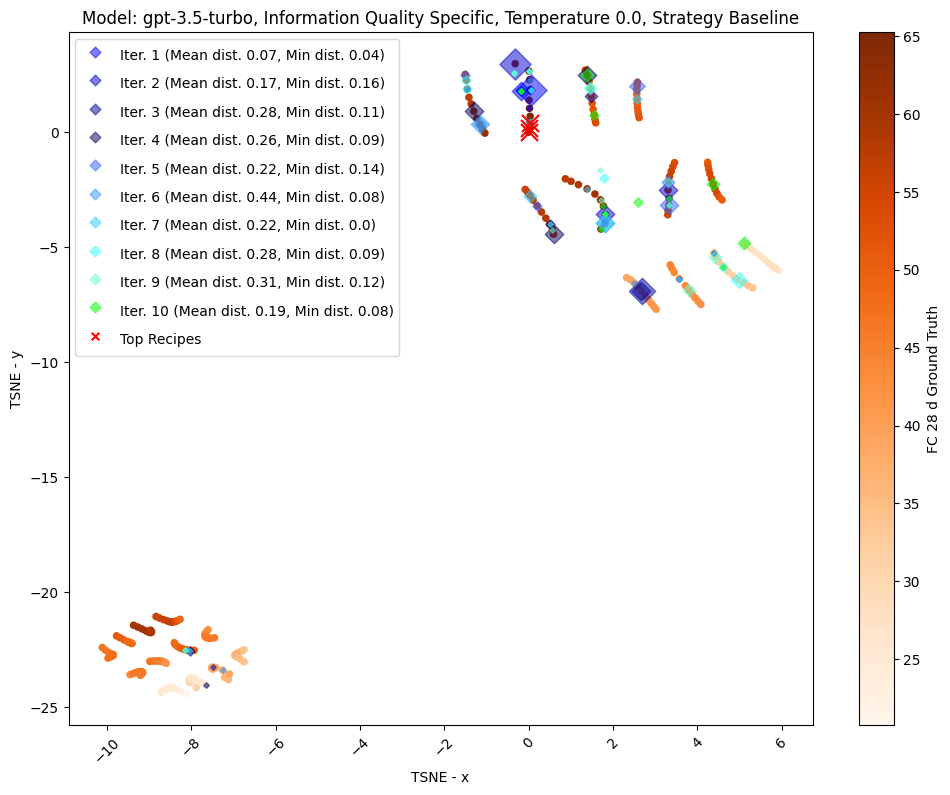 Model: gpt-3.5-turbo, Information Quality Specific, Temperature 0.0, Strategy Baseline
Iter. 1 (Mean dist. 0.07, Min dist. 0.04)
Iter. 2 (Mean dist. 0.17, Min dist. 0.16)
Iter. 3 (Mean dist. 0.28, Min dist. 0.11)
Iter. 4 (Mean dist. 0.26, Min dist. 0.09)
Iter. 5 (Mean dist. 0.22, Min dist. 0.14)
Iter. 6 (Mean dist. 0.44, Min dist. 0.08)
Iter. 7 (Mean dist. 0.22, Min dist. 0.0)
Iter. 8 (Mean dist. 0.28, Min dist. 0.09)
Iter. 9 (Mean dist. 0.31, Min dist. 0.12)
Iter. 10 (Mean dist. 0.19, Min dist. 0.08)
Top Recipes
0
−5
−10
−15
−20
−25
TSNE - y
−10
−8
−6
−4
−2
0
2
4
6
TSNE - x
65
60
55
50
45
40
35
30
25
FC 28 d Ground Truth